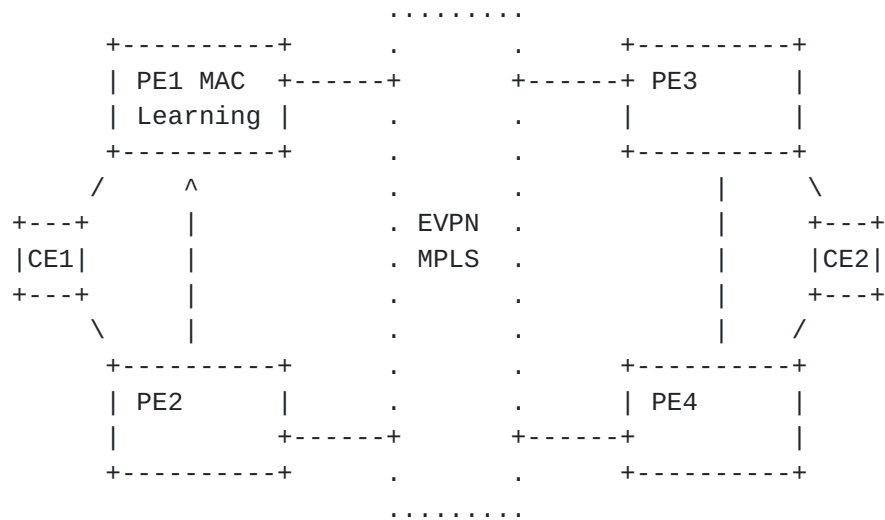 PE1 MAC
Learning
PE3
CE1
EVPN
MPLS
CE2
PE2
PE4